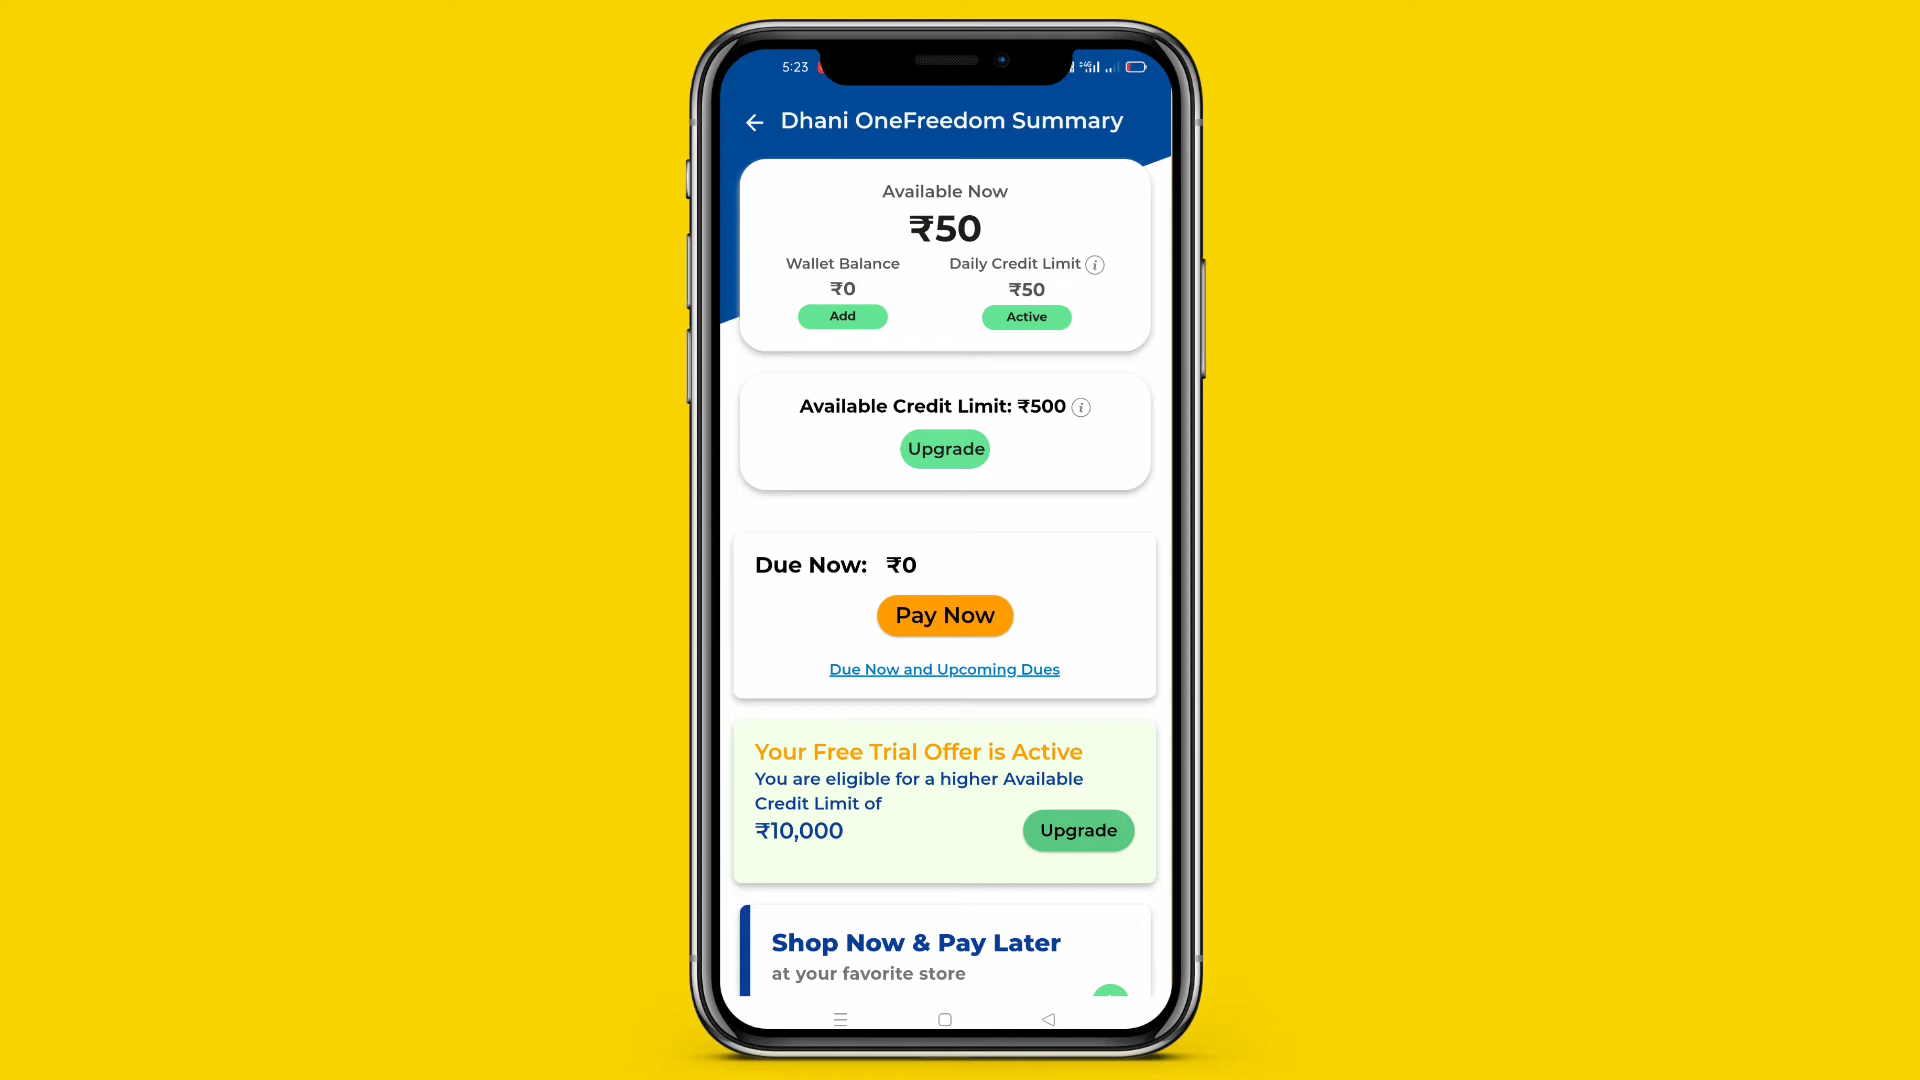 5:23
Dhani OneFreedom Summary
Available Now
₹50
Wallet Balance
Daily Credit Limit
₹0
₹50
Add
Active
Available Credit Limit: ₹500
Upgrade
Due Now: ₹0
Pay Now
Due Now and Upcoming Dues
Your Free Trial Offer is Active
You are eligible for a higher Available
Credit Limit of
₹10,000
Upgrade
Shop Now & Pay Later
at your favorite store